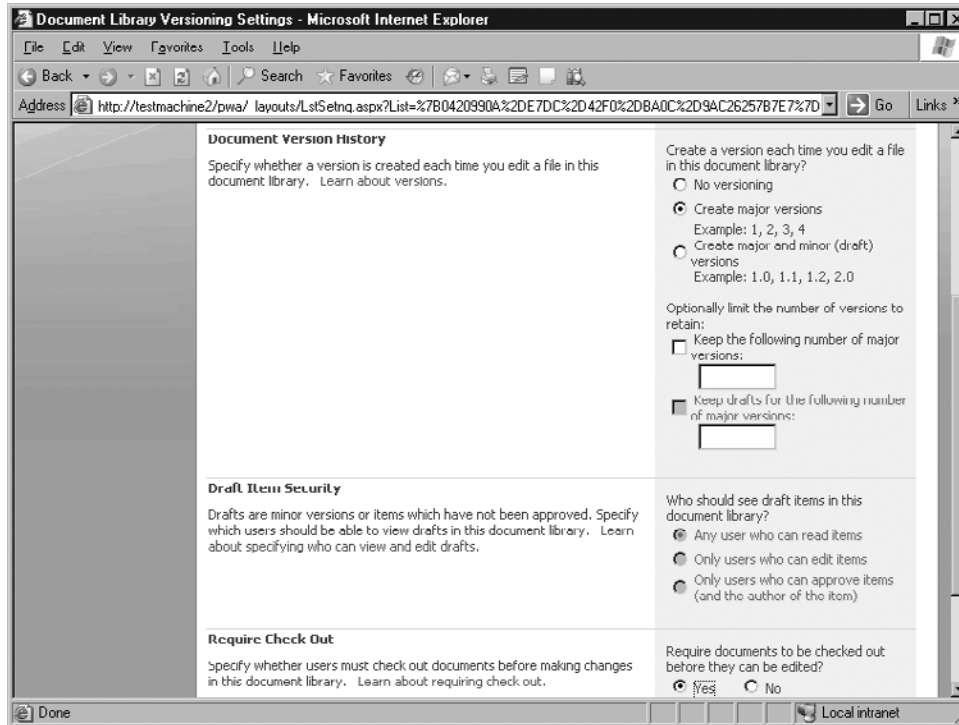 Document Library Versioning Settings - Microsoft Internet Explorer
File Edit View Favorites Tools Help
Back Search Favorites
Address http://testmachine2/pwa/_layouts/LstSetng.aspx?List=%7B0420990A%2DE7DC%2D42F0%2DBA0C%2D9AC26257B7E7%7D Go Links »
Document Version History
Specify whether a version is created each time you edit a file in this
document library. Learn about versions.
Create a version each time you edit a file
in this document library?
No versioning
Create major versions
Example: 1, 2, 3, 4
Create major and minor (draft)
versions
Example: 1.0, 1.1, 1.2, 2.0
Optionally limit the number of versions to
retain:
Keep the following number of major
versions:
Keep drafts for the following number
of major versions:
Draft Item Security
Drafts are minor versions or items which have not been approved. Specify
which users should be able to view drafts in this document library. Learn
about specifying who can view and edit drafts.
Who should see draft items in this
document library?
Any user who can read items
Only users who can edit items
Only users who can approve items
(and the author of the item)
Require Check Out
Specify whether users must check out documents before making changes
in this document library. Learn about requiring check out.
Require documents to be checked out
before they can be edited?
Yes No
Done Local intranet